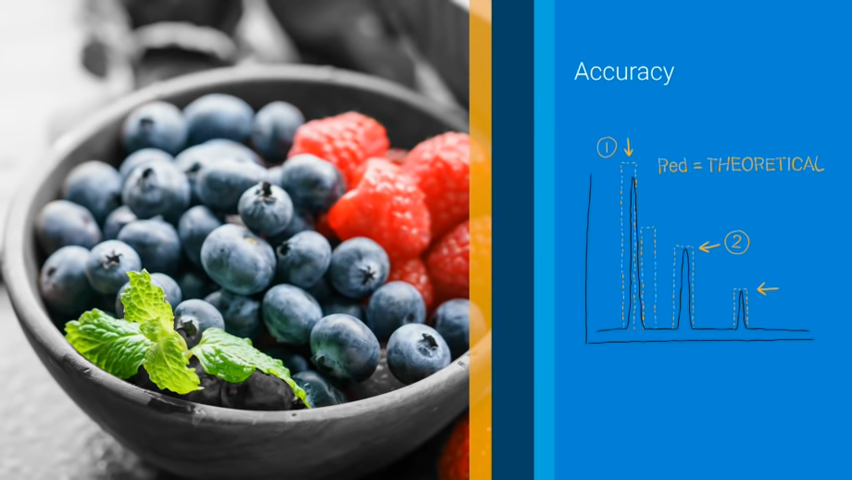 Accuracy
1
Red = THEORETICAL
2